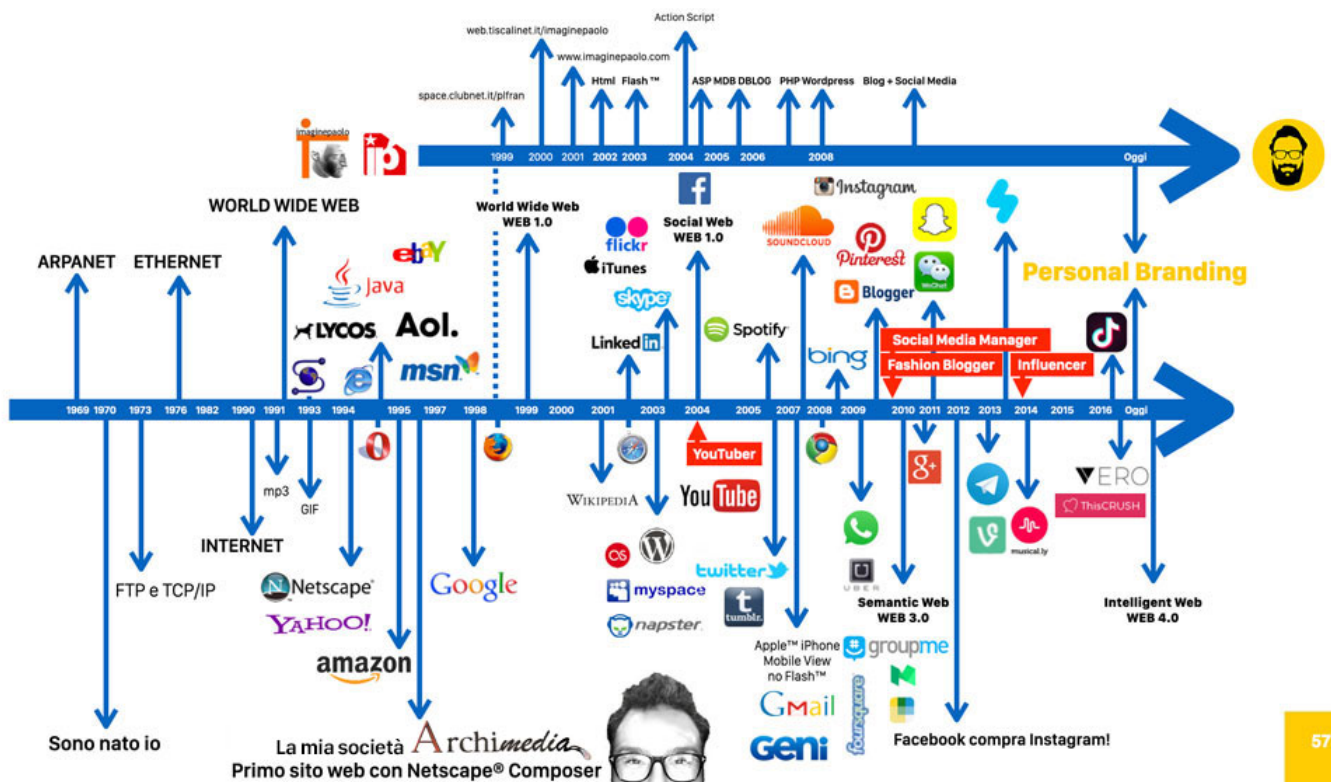 Action Script
web.tiscalinet.it/imaginepaolo
www.imaginepaolo.com
Html Flash ™ ASP MDB DBLOG PHP Wordpress Blog + Social Media
space.clubnet.it/plfran
imaginepaolo
1999 2000 2001 2002 2003 2004 2005 2006 2008 Oggi
Instagram
WORLD WIDE WEB
World Wide Web
WEB 1.0
flickr
Social Web
WEB 1.0
SOUNDCLOUD
Pinterest
WeChat
ARPANET
ETHERNET
ebaY
Java
iTunes
skype
Blogger
Personal Branding
LYCOS
Aol.
msn
Linked in
Spotify
bing
Social Media Manager
Fashion Blogger
Influencer
1969 1970 1973 1976 1982 1990 1991 1993 1994 1995 1997 1998 1999 2000 2001 2003 2004 2005 2007 2008 2009 2010 2011 2012 2013 2014 2015 2016 Oggi
YouTuber
g+
mp3
GIF
WIKIPEDIA
YouTube
VERO
ThisCRUSH
INTERNET
musical.ly
FTP e TCP/IP
N Netscape®
Google
twitter
myspace
tumblr.
UBER
YAHOO!
napster
Semantic Web
WEB 3.0
Intelligent Web
WEB 4.0
amazon
Apple™ iPhone
Mobile View
no Flash™
groupme
GMail
foursquare
Geni
Sono nato io
La mia società Archimedia
Primo sito web con Netscape® Composer
Facebook compra Instagram!
57